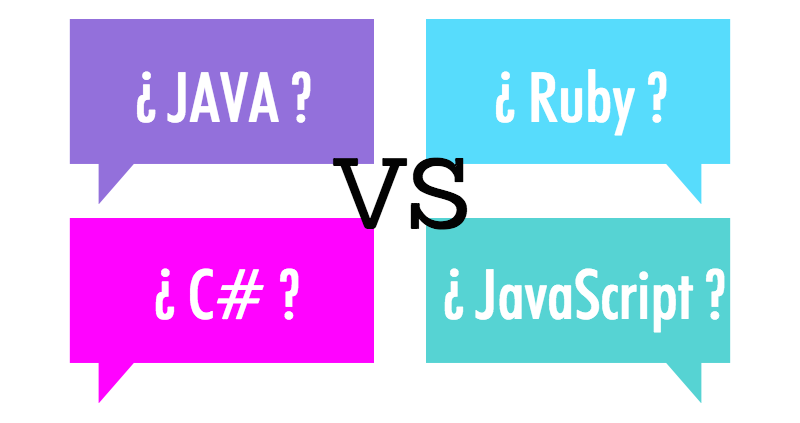 ¿ JAVA ?
¿ Ruby ?
VS
¿ C# ?
¿ JavaScript ?